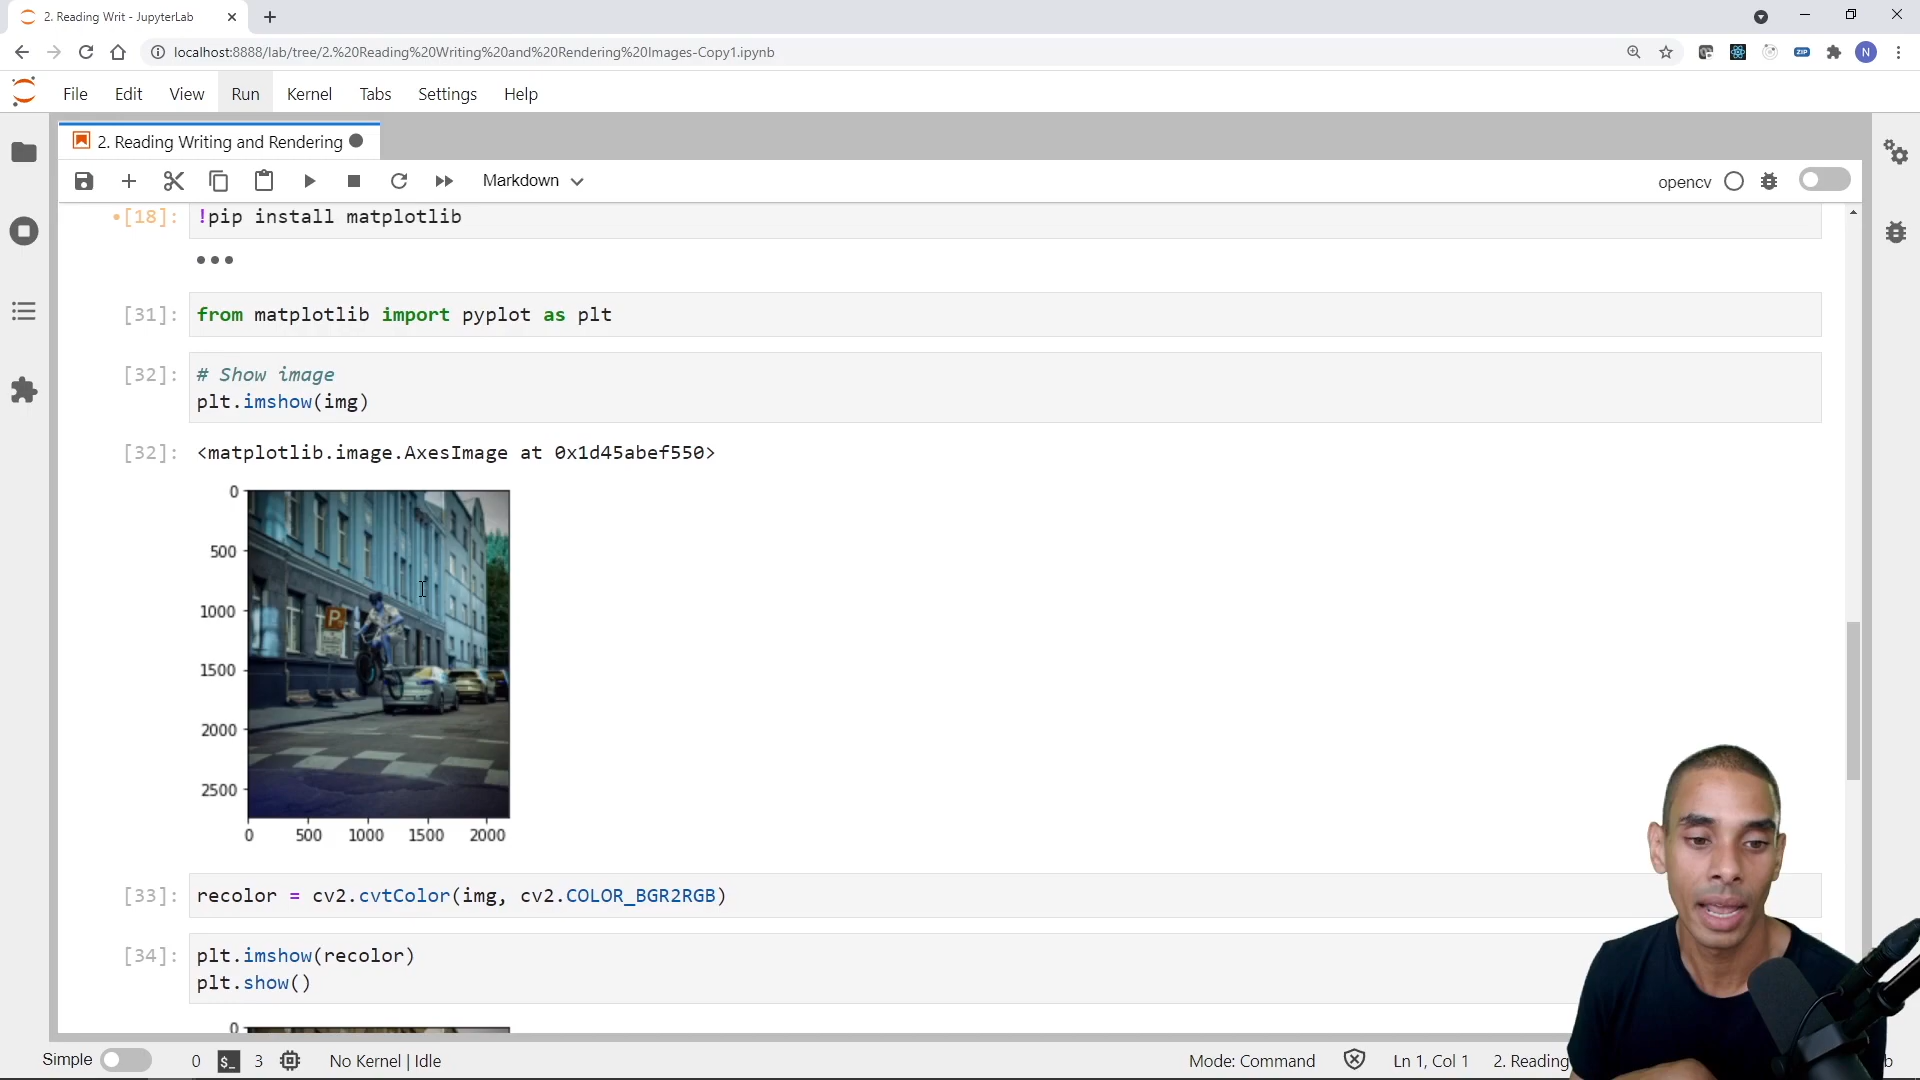 2. Reading Writ - JupyterLab
localhost:8888/lab/tree/2.%20Reading%20Writing%20and%20Rendering%20Images-Copy1.ipynb
ZIP
N
File Edit View Run Kernel Tabs Settings Help
2. Reading Writing and Rendering
Markdown
opencv
[18]: !pip install matplotlib
[31]: from matplotlib import pyplot as plt
[32]: # Show image
plt.imshow(img)
[32]: <matplotlib.image.AxesImage at 0x1d45abef550>
0
500
1000
P
1500
2000
2500
0 500 1000 1500 2000
[33]: recolor = cv2.cvtColor(img, cv2.COLOR_BGR2RGB)
[34]: plt.imshow(recolor)
plt.show()
0
Simple 0 $_ 3 No Kernel | Idle Mode: Command Ln 1, Col 1 2. Reading